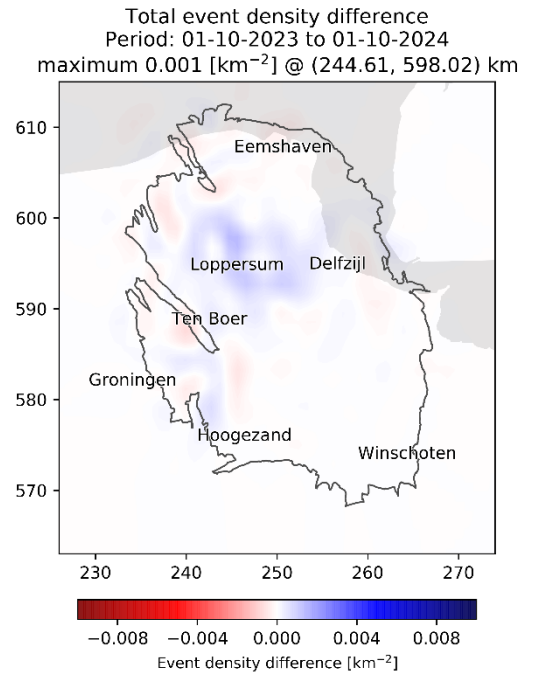 Total event density difference
Period: 01-10-2023 to 01-10-2024
maximum 0.001 [km⁻²] @ (244.61, 598.02) km
610
Eemshaven
600
Loppersum
Delfzijl
590
Ten Boer
Groningen
580
Hoogezand
Winschoten
570
230 240 250 260 270
−0.008 −0.004 0.000 0.004 0.008
Event density difference [km⁻²]